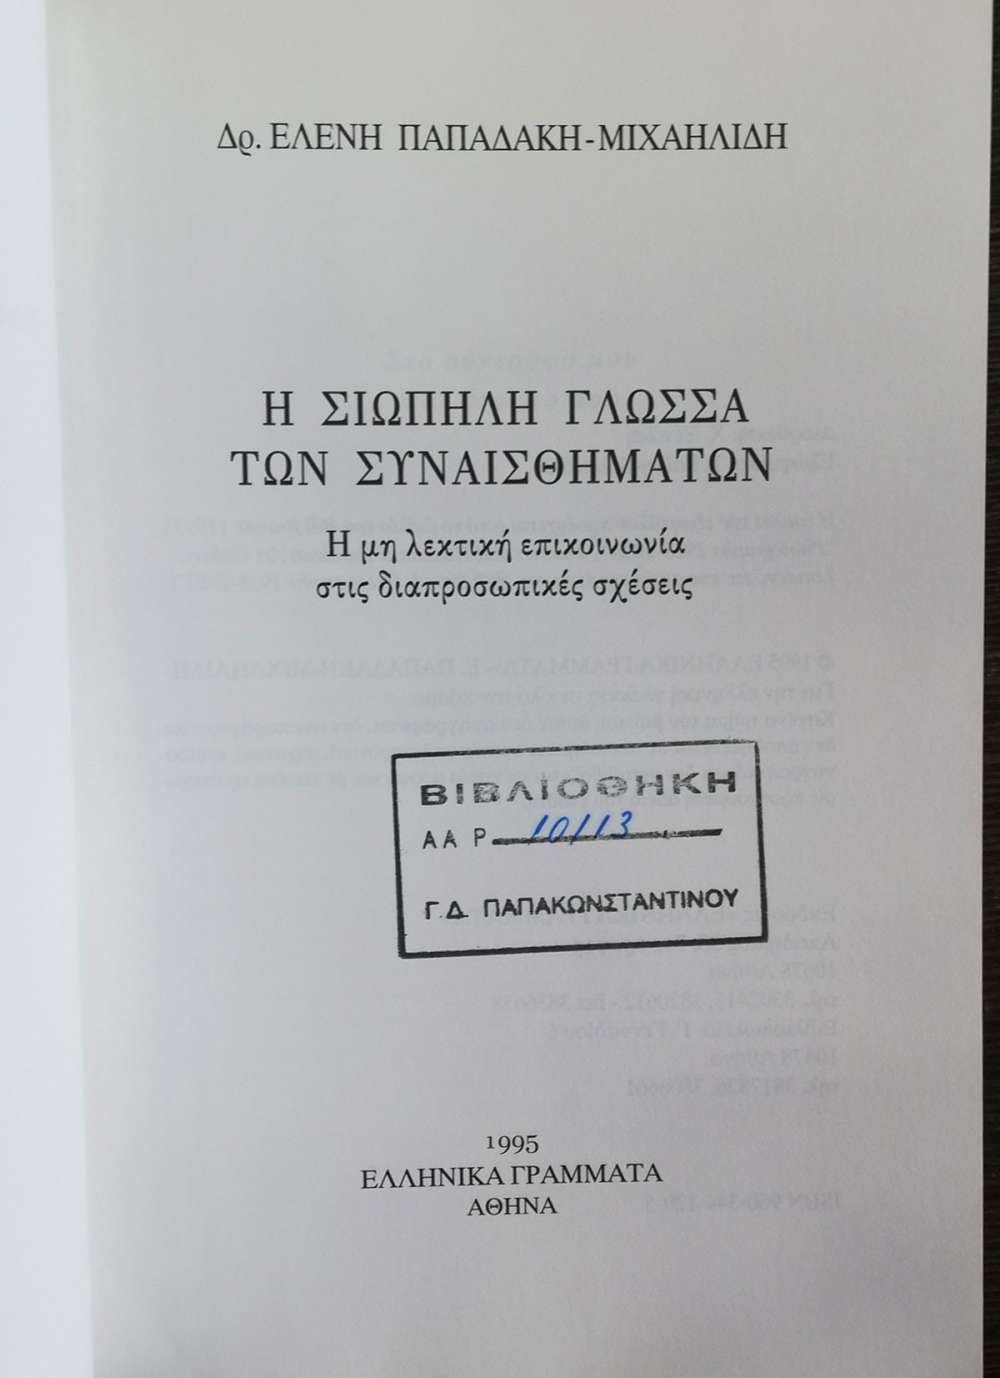 Δρ. ΕΛΕΝΗ ΠΑΠΑΔΑΚΗ-ΜΙΧΑΗΛΙΔΗ
Η ΣΙΩΠΗΛΗ ΓΛΩΣΣΑ
ΤΩΝ ΣΥΝΑΙΣΘΗΜΑΤΩΝ
Η μη λεκτική επικοινωνία
στις διαπροσωπικές σχέσεις
ΒΙΒΛΙΟΘΗΚΗ
ΑΑ Ρ 10113
Γ.Δ. ΠΑΠΑΚΩΝΣΤΑΝΤΙΝΟΥ
1995
ΕΛΛΗΝΙΚΑ ΓΡΑΜΜΑΤΑ
ΑΘΗΝΑ